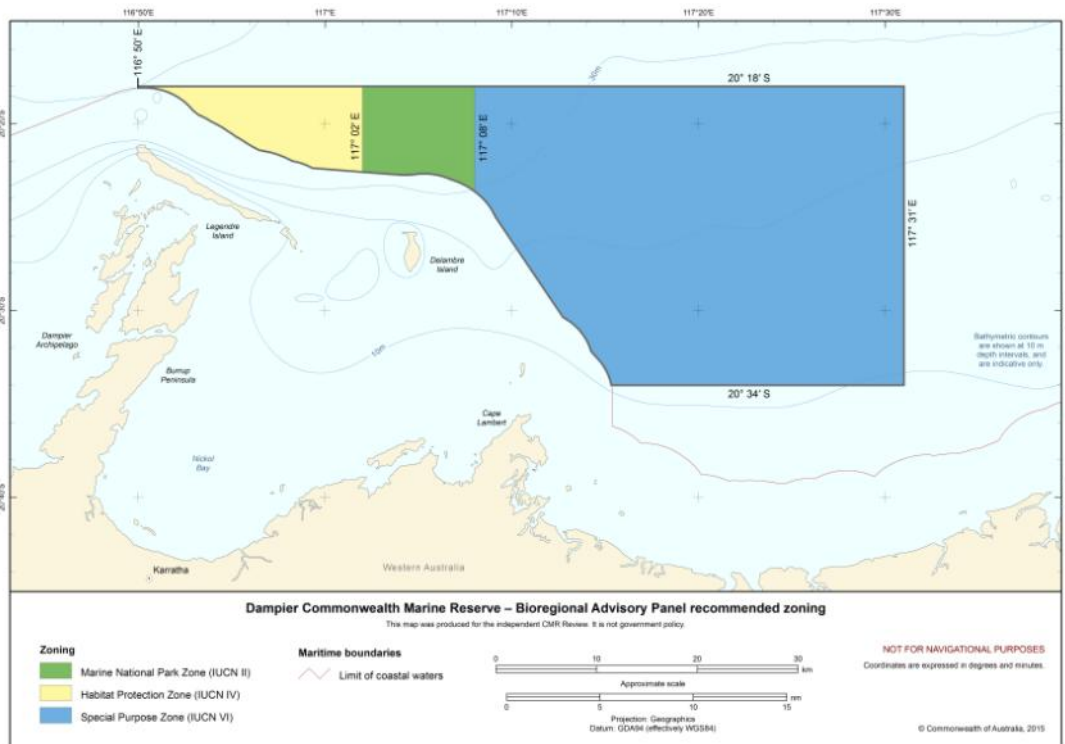 116°50'E 117°E 117°10'E 117°20'E 117°30'E
116° 50' E
20° 18' S
30m
20°20'S
117° 02' E
117° 08' E
117° 31' E
Legendre
Island
Delambre
Island
20°30'S
Dampier
Archipelago
Burrup
Peninsula
10m
Bathymetric contours
are shown at 10 m
depth intervals, and
are indicative only.
20° 34' S
Cape
Lambert
Nickol
Bay
20°40'S
Karratha
Western Australia
Dampier Commonwealth Marine Reserve – Bioregional Advisory Panel recommended zoning
This map was produced for the independent CMR Review. It is not government policy.
Zoning
Marine National Park Zone (IUCN II)
Habitat Protection Zone (IUCN IV)
Special Purpose Zone (IUCN VI)
Maritime boundaries
Limit of coastal waters
0 10 20 30
km
Approximate scale
nm
0 5 10 15
Projection: Geographics
Datum: GDA94 (effectively WGS84)
NOT FOR NAVIGATIONAL PURPOSES
Coordinates are expressed in degrees and minutes.
© Commonwealth of Australia, 2015